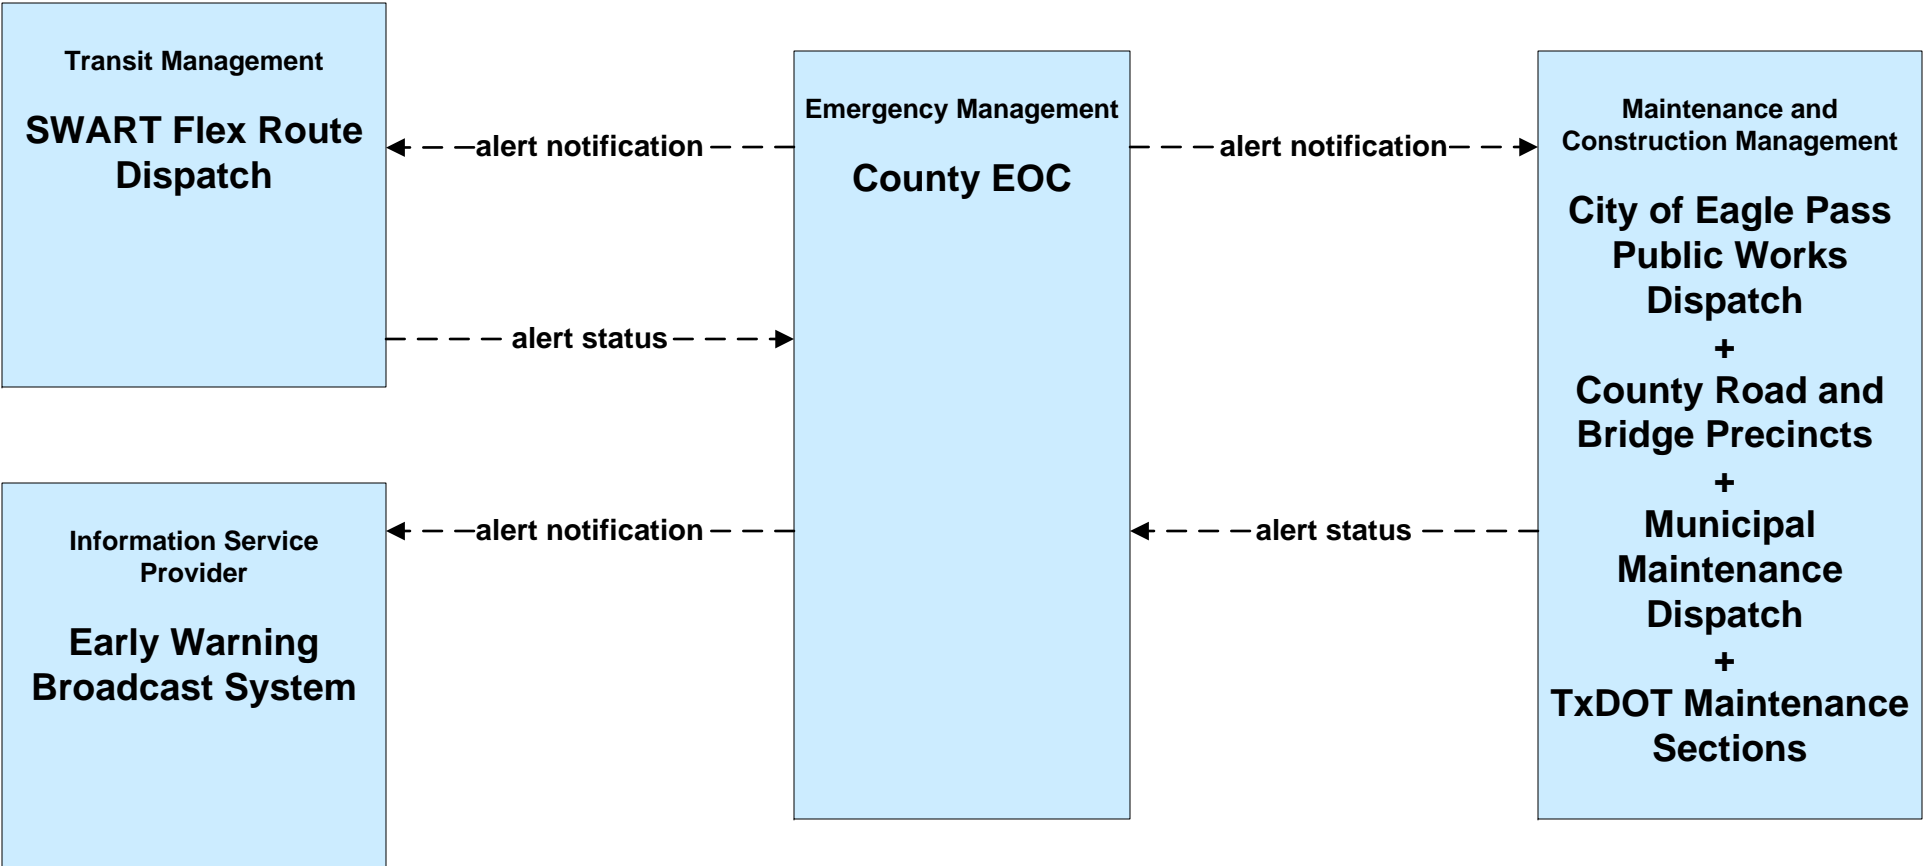 Transit Management
SWART Flex Route
Dispatch
alert notification
alert status
Information Service
Provider
Early Warning
Broadcast System
alert notification
Emergency Management
County EOC
alert notification
alert status
Maintenance and
Construction Management
City of Eagle Pass
Public Works
Dispatch
+
County Road and
Bridge Precincts
+
Municipal
Maintenance
Dispatch
+
TxDOT Maintenance
Sections